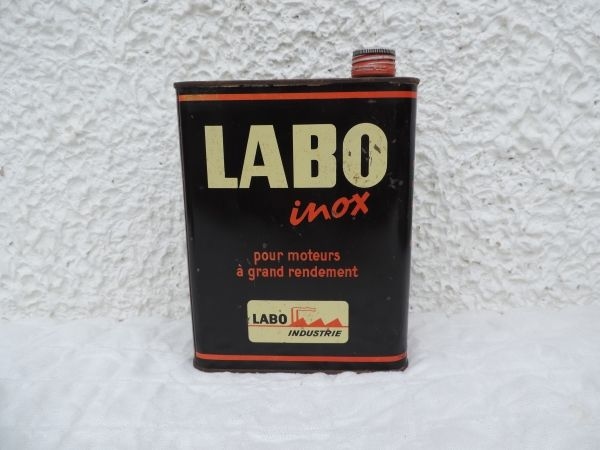 LABO
inox
pour moteurs
à grand rendement
LABO
INDUSTRIE